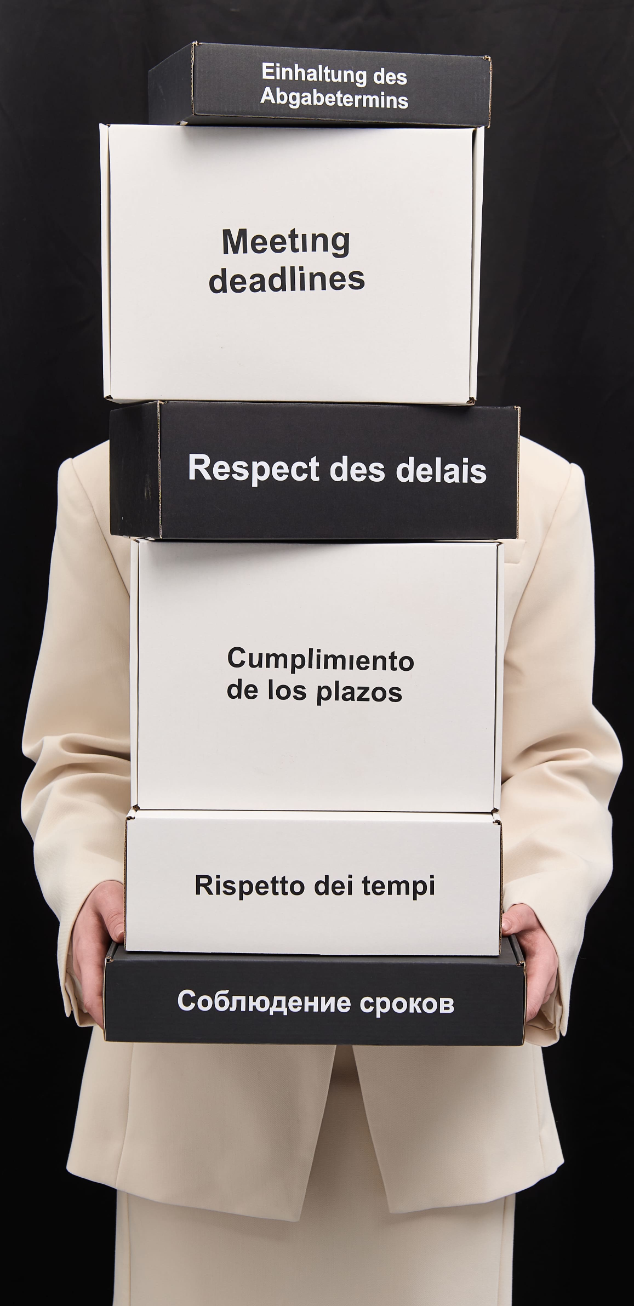 Einhaltung des
Abgabetermins
Meetıng
deadlines
Respect des delais
Cumplimıento
de los plazos
Rispetto dei tempi
Соблюдение сроков